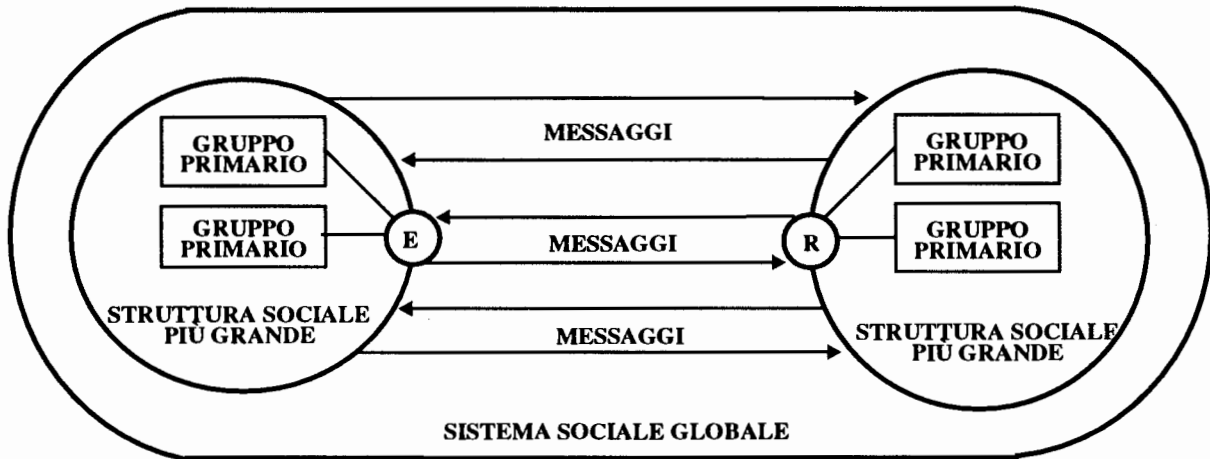 MESSAGGI
GRUPPO
PRIMARIO
GRUPPO
PRIMARIO
GRUPPO
PRIMARIO
GRUPPO
PRIMARIO
E
MESSAGGI
R
STRUTTURA SOCIALE
PIÙ GRANDE
MESSAGGI
STRUTTURA SOCIALE
PIÙ GRANDE
SISTEMA SOCIALE GLOBALE